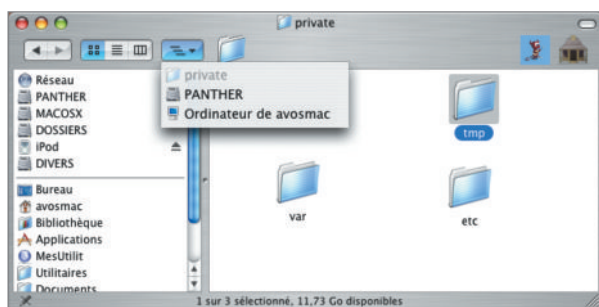 private
private
PANTHER
Ordinateur de avosmac
Réseau
PANTHER
MACOSX
DOSSIERS
iPod
DIVERS
Bureau
avosmac
Bibliothèque
Applications
MesUtilit
Utilitaires
Documents
tmp
var
etc
1 sur 3 sélectionné, 11,73 Go disponibles